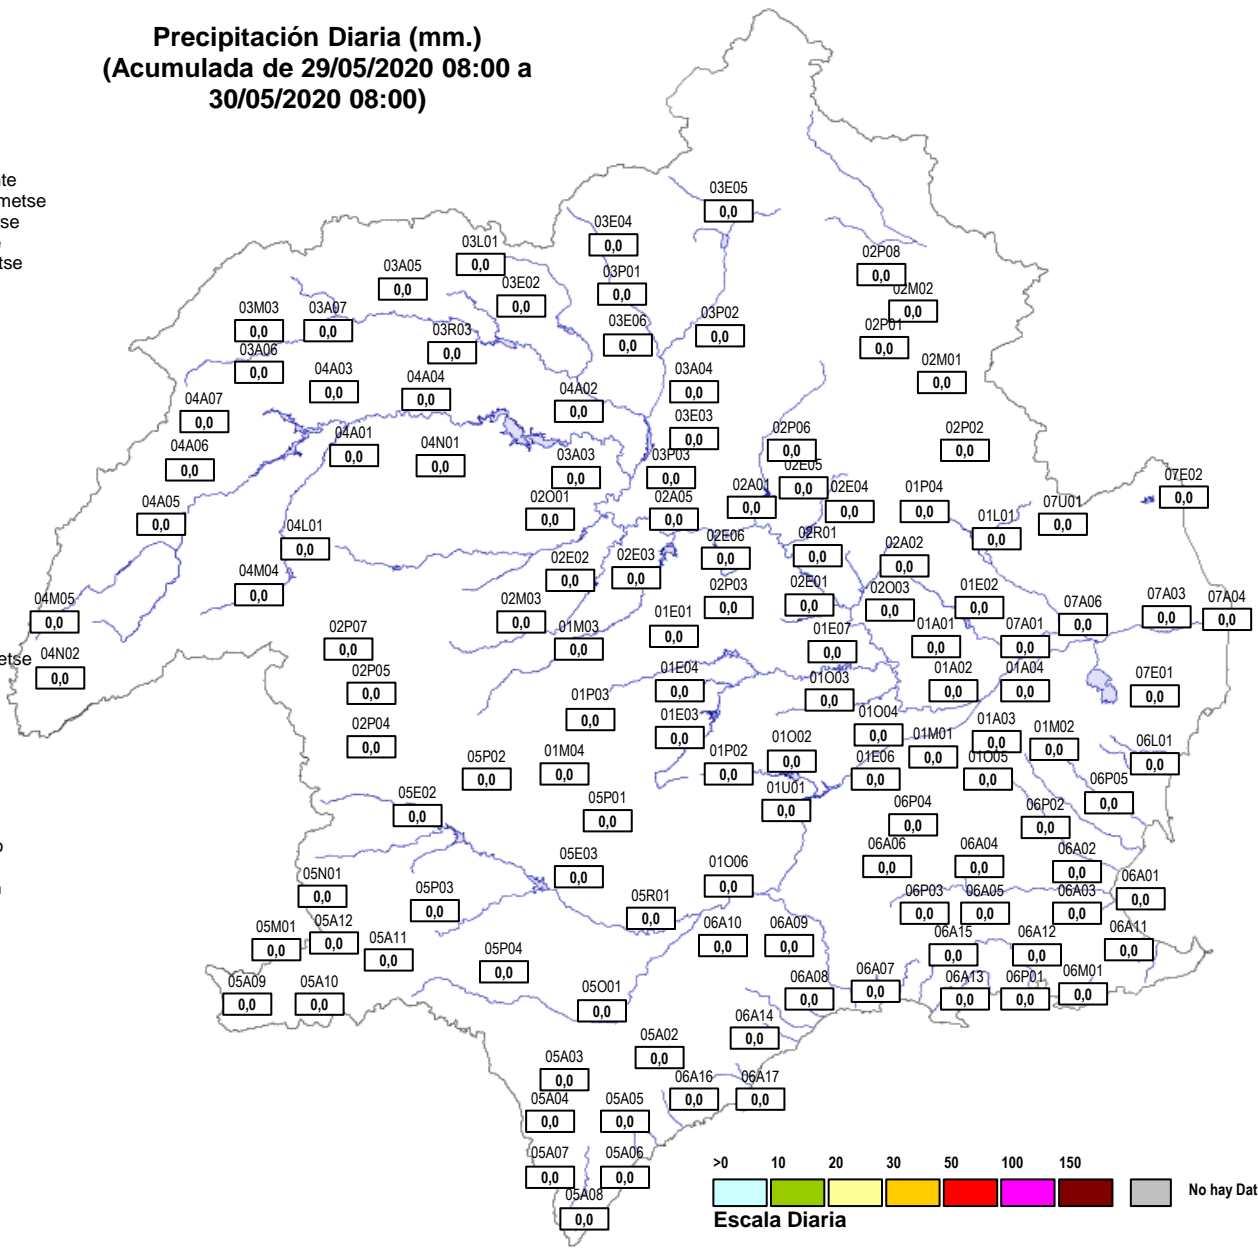 Precipitación Diaria (mm.)
(Acumulada de 29/05/2020 08:00 a
30/05/2020 08:00)
te
metse
se
e
tse
etse
o
n
03E05
0,0
03E04
0,0
03L01
0,0
02P08
0,0
03A05
0,0
03P01
0,0
03E02
0,0
02M02
0,0
03M03
0,0
03A07
0,0
03P02
0,0
03E06
0,0
03R03
0,0
02P01
0,0
03A06
0,0
02M01
0,0
04A03
0,0
04A04
0,0
03A04
0,0
04A02
0,0
04A07
0,0
03E03
0,0
04A01
0,0
04N01
0,0
02P06
0,0
02P02
0,0
04A06
0,0
03A03
0,0
03P03
0,0
02E05
0,0
07E02
0,0
02A01
0,0
02E04
0,0
01P04
0,0
04A05
0,0
02O01
0,0
02A05
0,0
07U01
0,0
01L01
0,0
04L01
0,0
02E06
0,0
02R01
0,0
02A02
0,0
02E02
0,0
02E03
0,0
04M04
0,0
02P03
0,0
02E01
0,0
02O03
0,0
01E02
0,0
04M05
0,0
02M03
0,0
01E01
0,0
07A06
0,0
07A03
0,0
07A04
0,0
02P07
0,0
01M03
0,0
01E07
0,0
01A01
0,0
07A01
0,0
04N02
0,0
02P05
0,0
01E04
0,0
01O03
0,0
01A02
0,0
01A04
0,0
07E01
0,0
01P03
0,0
02P04
0,0
01E03
0,0
01O04
0,0
01A03
0,0
01M02
0,0
01M01
0,0
06L01
0,0
05P02
0,0
01M04
0,0
01P02
0,0
01O02
0,0
01E06
0,0
01O05
0,0
05E02
0,0
05P01
0,0
01U01
0,0
06P05
0,0
06P04
0,0
06P02
0,0
05E03
0,0
06A06
0,0
06A04
0,0
06A02
0,0
05N01
0,0
05P03
0,0
01O06
0,0
06A01
0,0
05R01
0,0
06P03
0,0
06A05
0,0
06A03
0,0
05M01
0,0
05A12
0,0
05A11
0,0
06A10
0,0
06A09
0,0
06A15
0,0
06A12
0,0
06A11
0,0
05P04
0,0
05A09
0,0
05A10
0,0
05O01
0,0
06A08
0,0
06A07
0,0
06A13
0,0
06P01
0,0
06M01
0,0
06A14
0,0
05A02
0,0
05A03
0,0
06A16
0,0
06A17
0,0
05A04
0,0
05A05
0,0
05A07
0,0
05A06
0,0
05A08
0,0
>0 10 20 30 50 100 150
No hay Dat
Escala Diaria